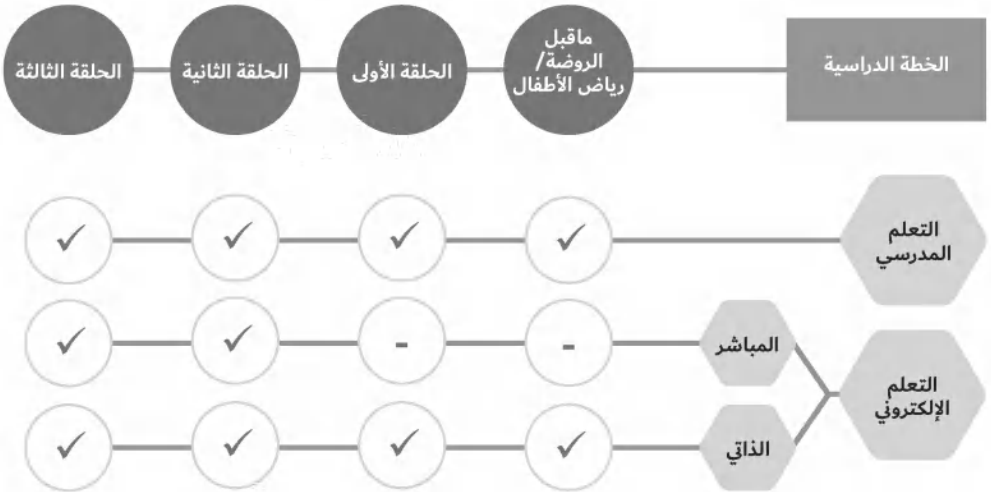 الخطة الدراسية
ماقبل
الروضة/
رياض الأطفال
الحلقة الأولى
الحلقة الثانية
الحلقة الثالثة
التعلم
المدرسي
✓
✓
✓
✓
التعلم
الإلكتروني
المباشر
-
-
✓
✓
الذاتي
✓
✓
✓
✓